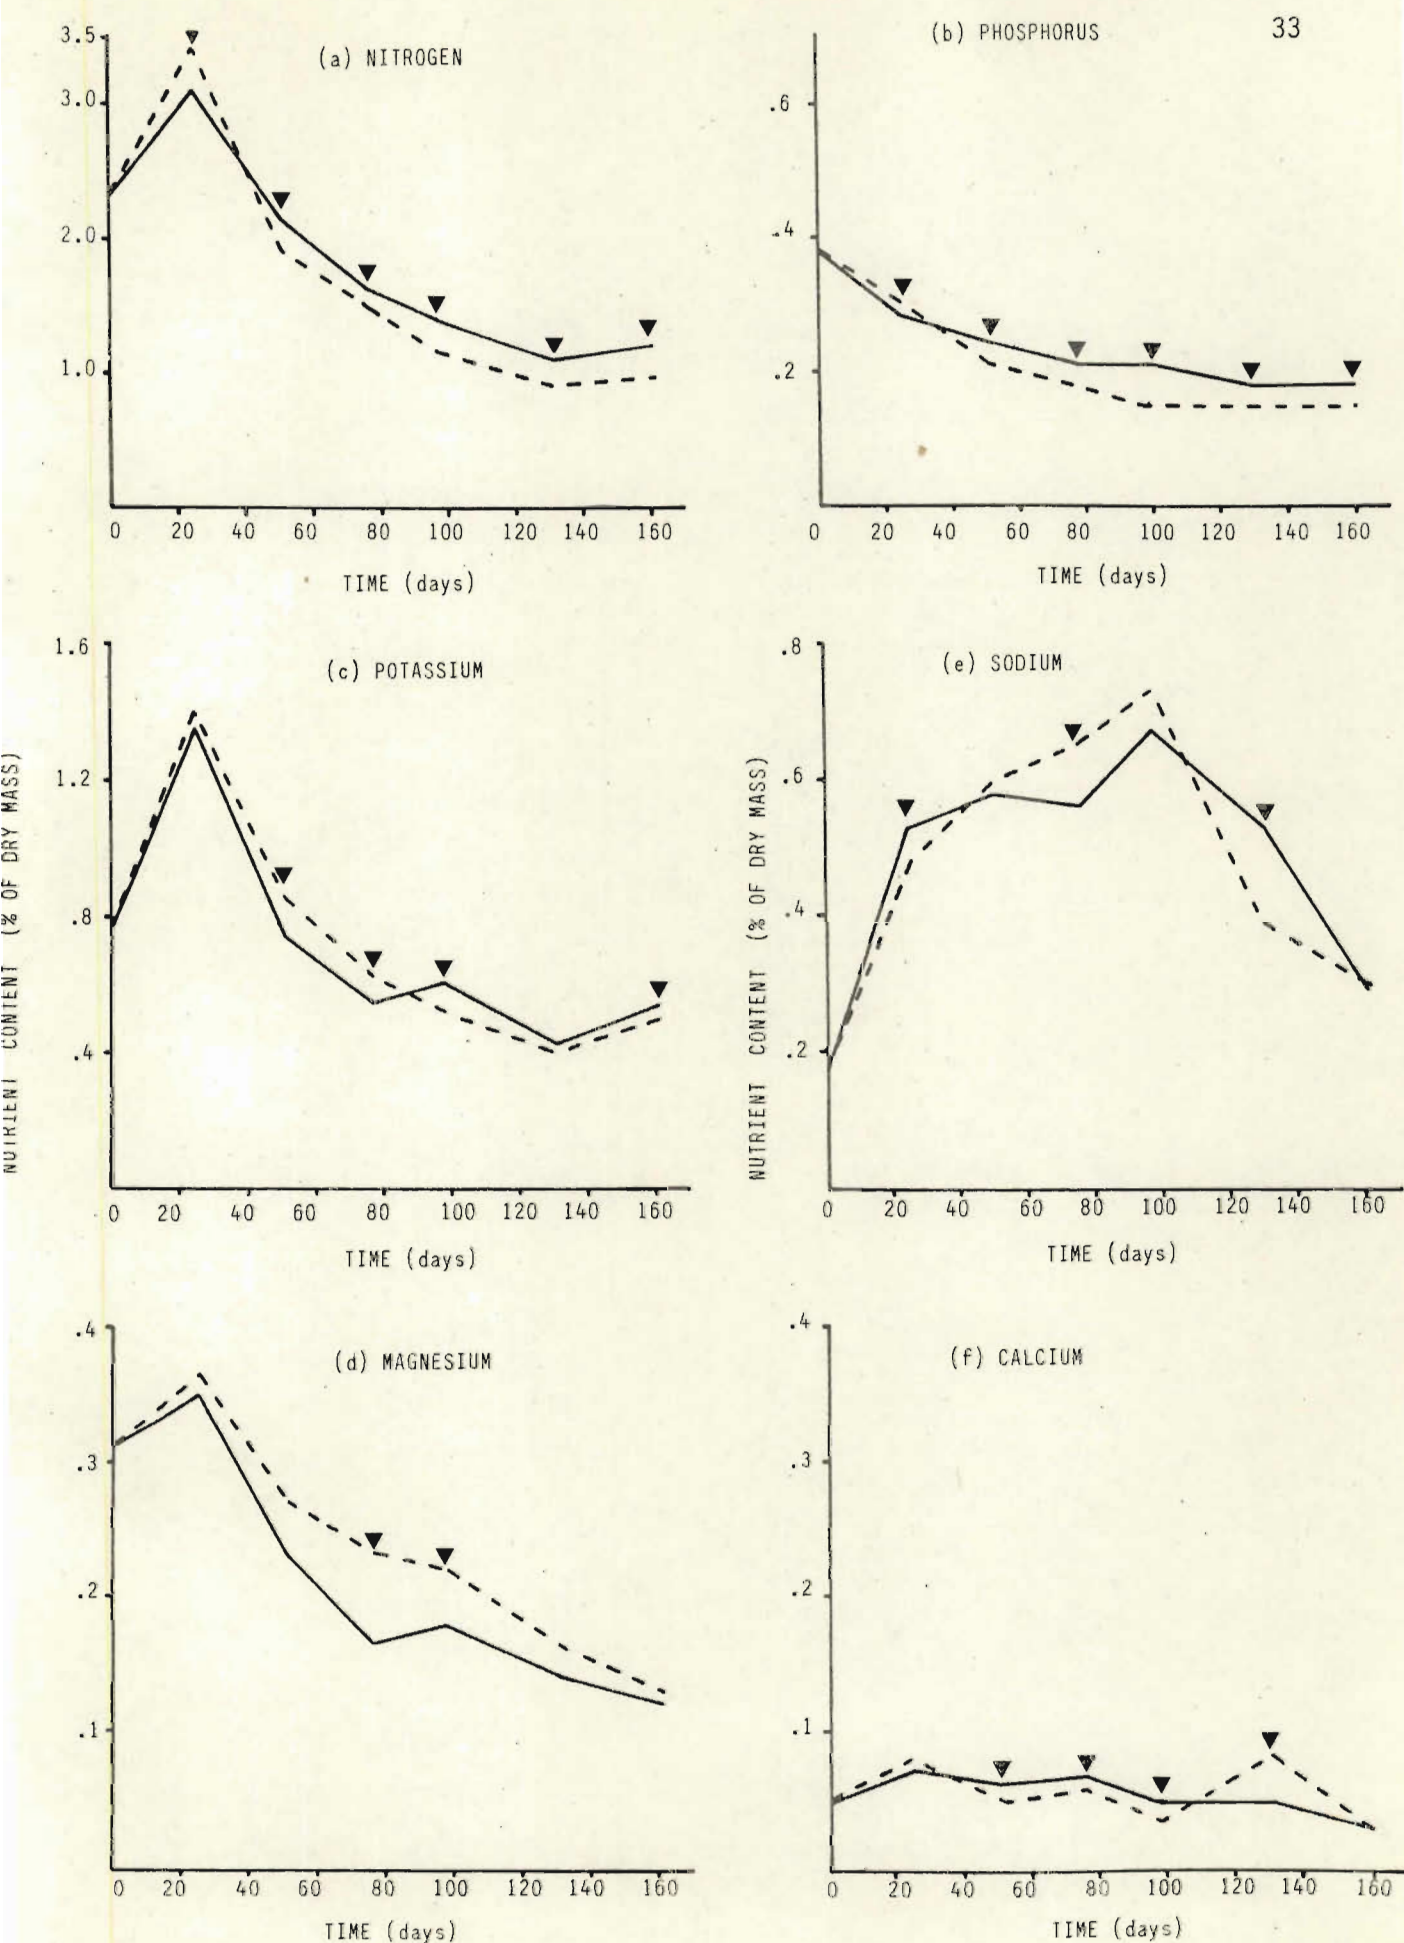 33
(a) NITROGEN
3.5
3.0
2.0
1.0
0 20 40 60 80 100 120 140 160
TIME (days)
(b) PHOSPHORUS
.6
.4
.2
0 20 40 60 80 100 120 140 160
TIME (days)
NUTRIENT CONTENT (% OF DRY MASS)
(c) POTASSIUM
1.6
1.2
.8
.4
0 20 40 60 80 100 120 140 160
TIME (days)
NUTRIENT CONTENT (% OF DRY MASS)
(e) SODIUM
.8
.6
.4
.2
0 20 40 60 80 100 120 140 160
TIME (days)
(d) MAGNESIUM
.4
.3
.2
.1
0 20 40 60 80 100 120 140 160
TIME (days)
(f) CALCIUM
.4
.3
.2
.1
0 20 40 60 80 100 120 140 160
TIME (days)